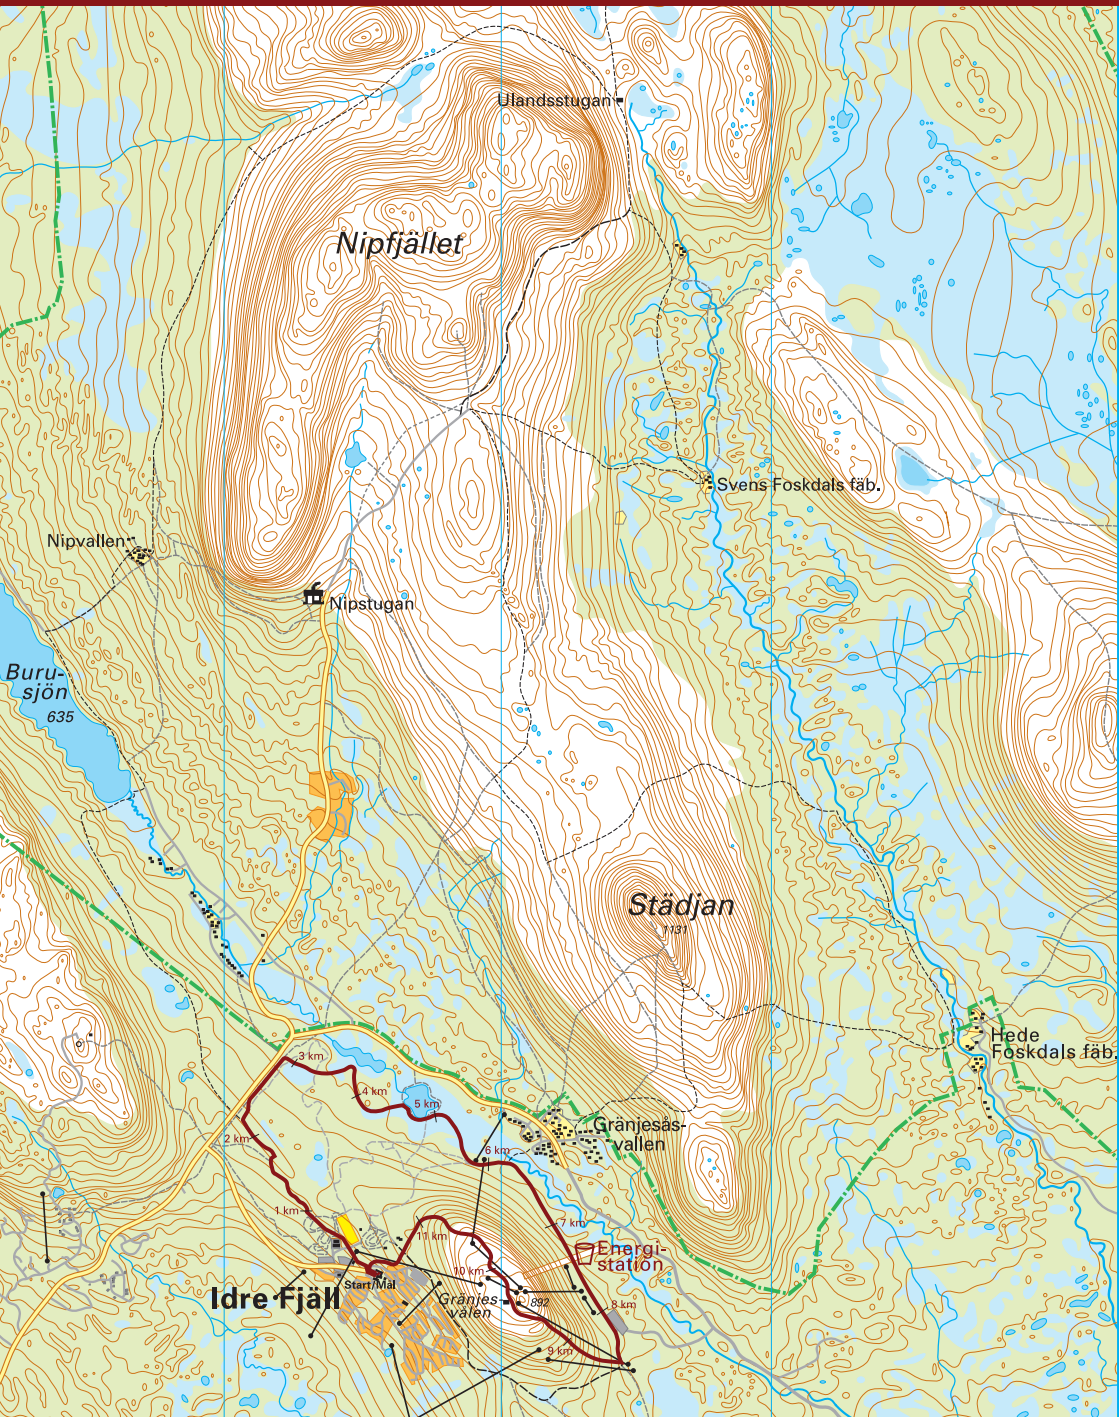 Ulandsstugan
Nipfjället
Svens Foskdals fäb.
Nipvallen
Nipstugan
Buru-
sjön
635
Städjan
1131
Hede
Foskdals fäb.
3 km
4 km
5 km
Gränjesås-
vallen
2 km
6 km
1 km
7 km
11 km
Energi-
station
10 km
Start/Mål
Idre Fjäll
Gränjes
välen
892
8 km
9 km